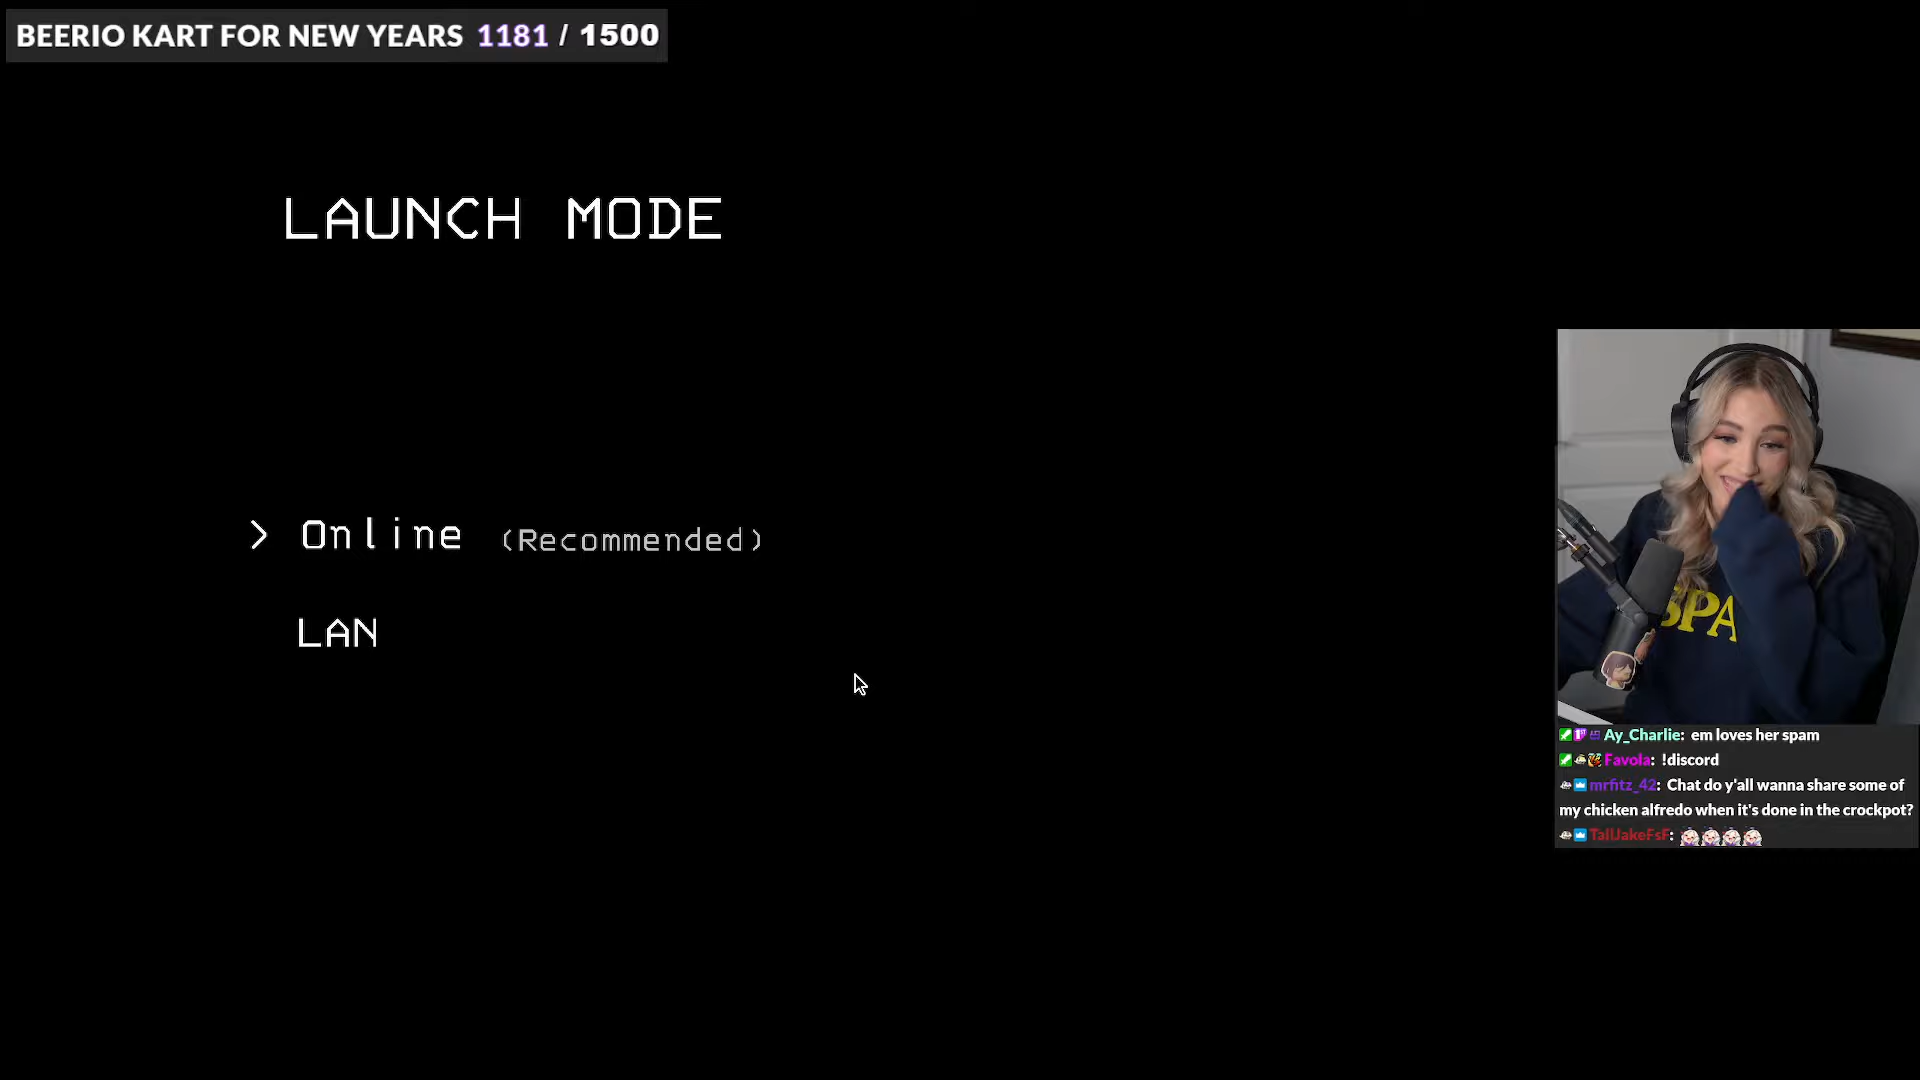 BEERIO KART FOR NEW YEARS 1181 / 1500
LAUNCH MODE
> Online (Recommended)
LAN
SPA
Ay_Charlie: em loves her spam
Favola: !discord
mrfitz_42: Chat do y'all wanna share some of
my chicken alfredo when it's done in the crockpot?
TallJakeFsF: